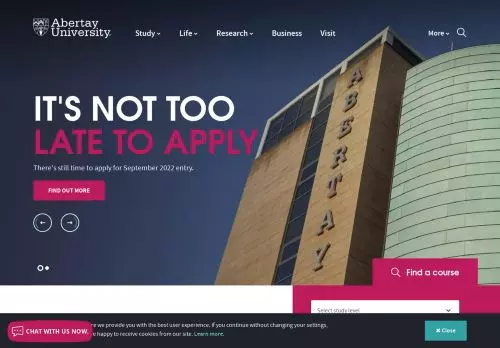 Abertay
University.
Study
Life
Research
Business
Visit
More
IT'S NOT TOO
LATE TO APPLY
There's still time to apply for September 2022 entry.
FIND OUT MORE
ABERTAY
Find a course
Select study level
CHAT WITH US NOW.
re we provide you with the best user experience. If you continue without changing your settings,
e happy to receive cookies from our site. Learn more.
× Close